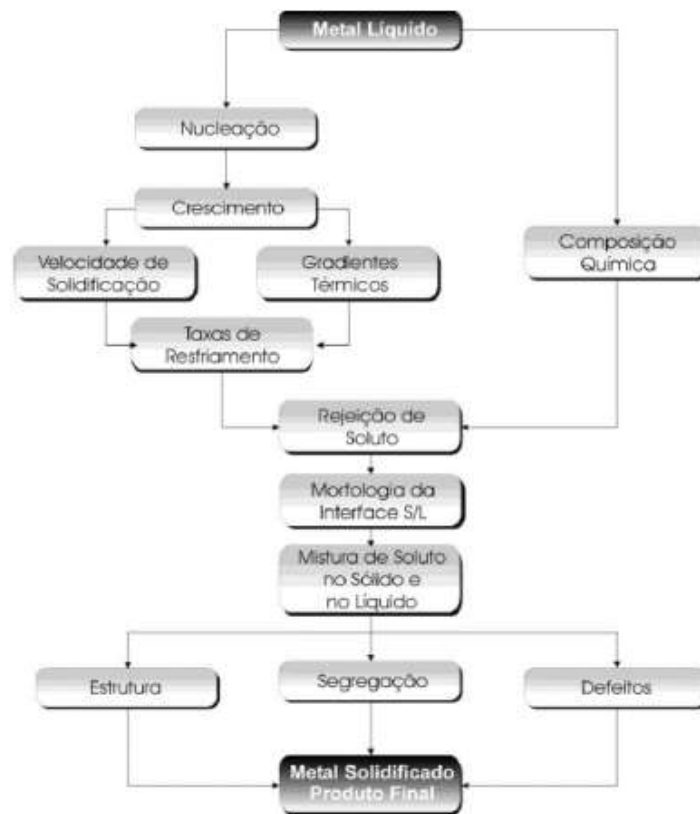 Metal Líquido
Nucleação
Crescimento
Velocidade de
Solidificação
Gradientes
Térmicos
Composição
Química
Taxas de
Resfriamento
Rejeição de
Soluto
Morfologia da
Interface S/L
Mistura de Soluto
no Sólido e
no Líquido
Estrutura
Segregação
Defeitos
Metal Solidificado
Produto Final